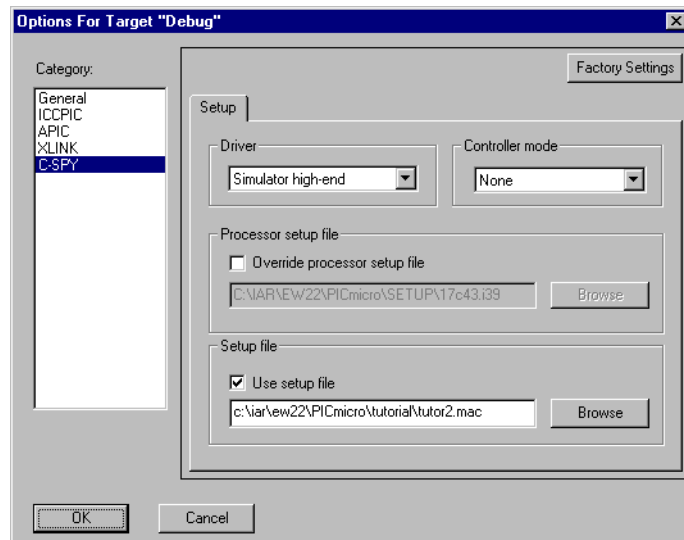 Options For Target "Debug"
Category:
Factory Settings
General
ICCPIC
APIC
XLINK
C-SPY
Setup
Driver
Simulator high-end
Controller mode
None
Processor setup file
Override processor setup file
C:\IAR\EW22\PICmicro\SETUP\17c43.i39
Browse
Setup file
Use setup file
c:\iar\ew22\PICmicro\tutorial\tutor2.mac
Browse
OK
Cancel